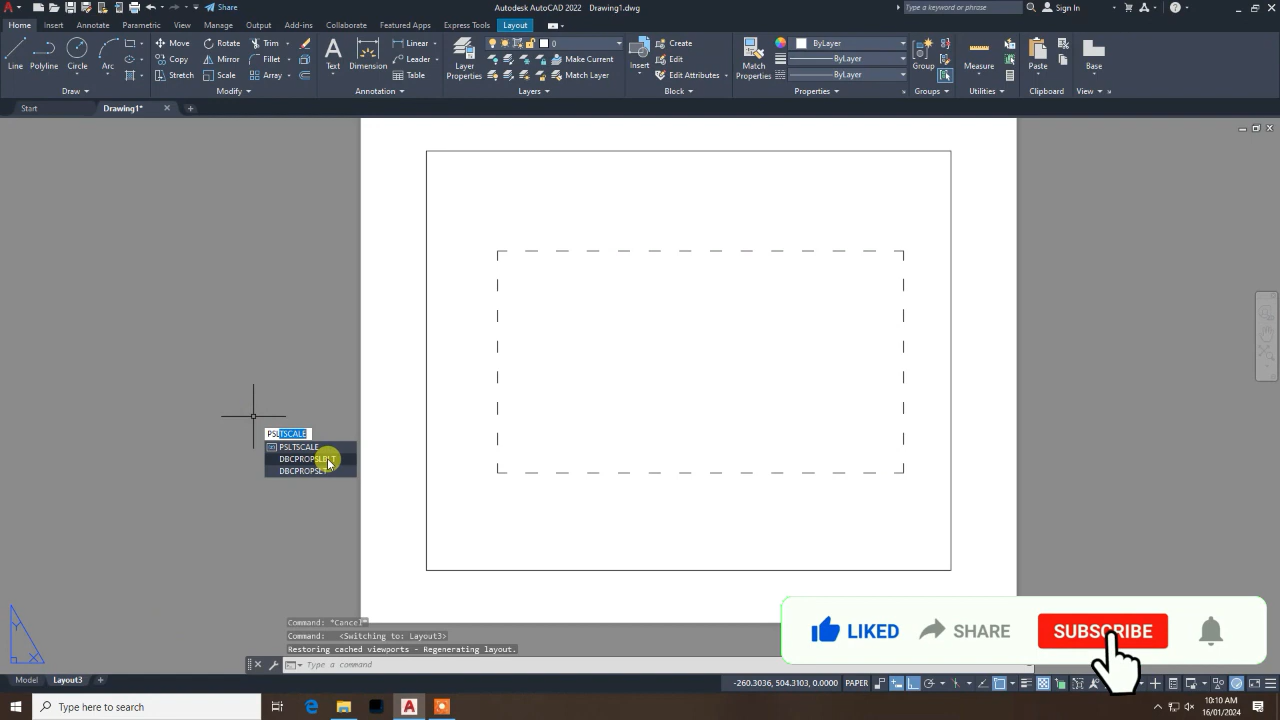 Share
Autodesk AutoCAD 2022 Drawing1.dwg
Type a keyword or phrase
Sign In
Home Insert Annotate Parametric View Manage Output Add-ins Collaborate Featured Apps Express Tools Layout
Line Polyline Circle Arc
Move Rotate Trim
Copy Mirror Fillet
Stretch Scale Array
Text Dimension
Linear
Leader
Table
Layer Properties
0
Make Current
Match Layer
Insert
Create
Edit
Edit Attributes
Match Properties
ByLayer
ByLayer
ByLayer
Group
Measure
Paste
Base
Draw Modify Annotation Layers Block Properties Groups Utilities Clipboard View
Start Drawing1*
PSLTSCALE
PSLTSCALE
Y
X
Command: *Cancel*
Command: <Switching to: Layout3>
Restoring cached viewports - Regenerating layout.
Type a command
LIKED SHARE SUBSCRIBE
Model Layout3
-260.3036, 504.3103, 0.0000 PAPER
Type here to search
10:10 AM
16/01/2024